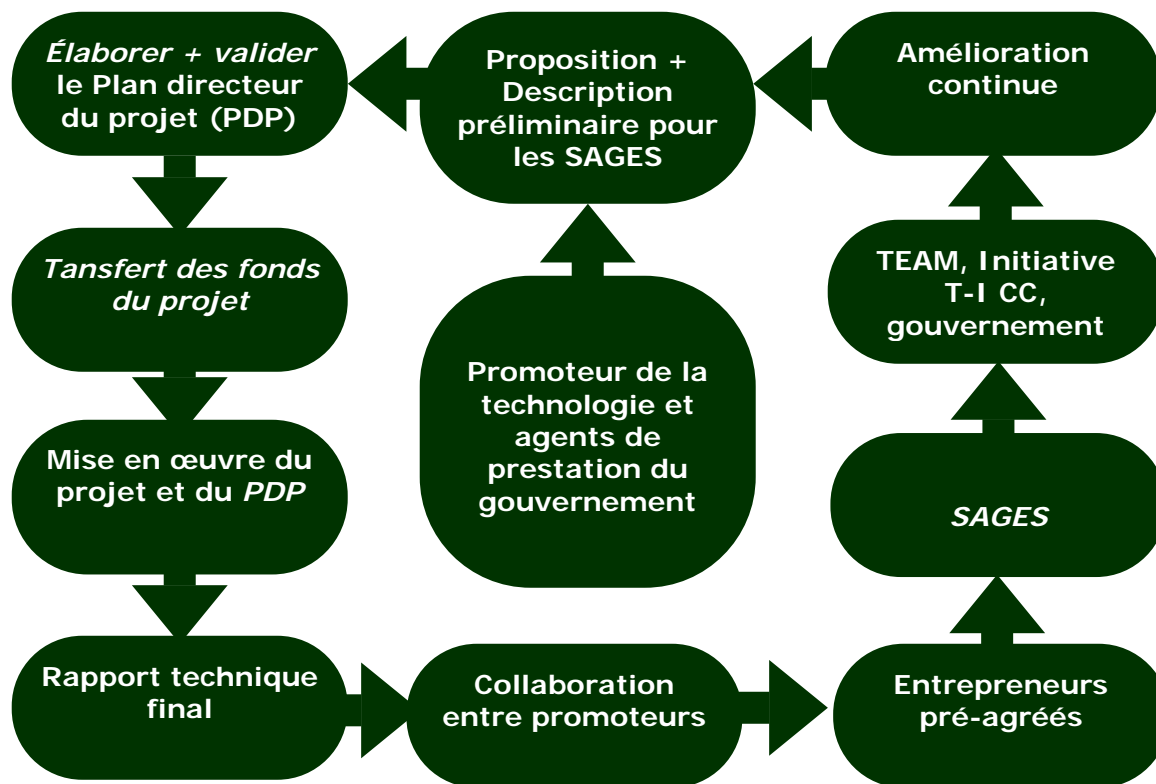 Élaborer + valider
le Plan directeur
du projet (PDP)
Proposition +
Description
préliminaire pour
les SAGES
Amélioration
continue
Tansfert des fonds
du projet
TEAM, Initiative
T-I CC,
gouvernement
Promoteur de la
technologie et
agents de
prestation du
gouvernement
Mise en œuvre du
projet et du PDP
SAGES
Rapport technique
final
Collaboration
entre promoteurs
Entrepreneurs
pré-agréés